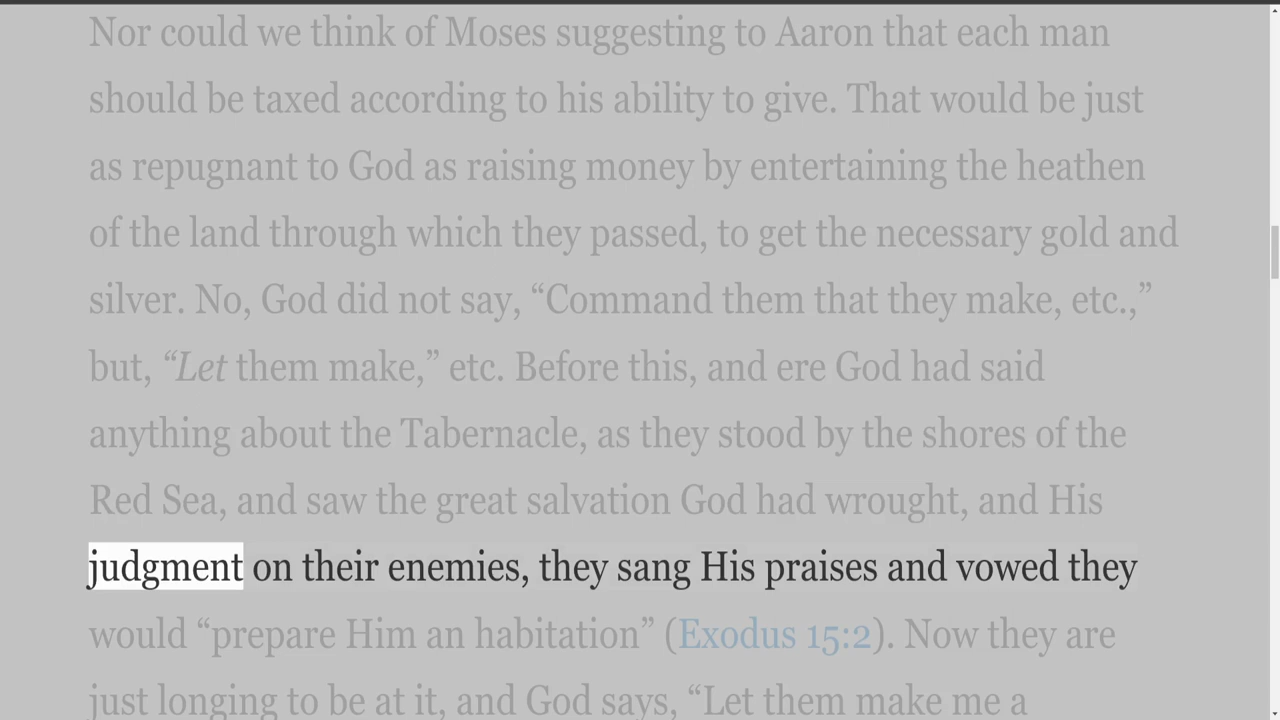 Nor could we think of Moses suggesting to Aaron that each man
should be taxed according to his ability to give. That would be just
as repugnant to God as raising money by entertaining the heathen
of the land through which they passed, to get the necessary gold and
silver. No, God did not say, “Command them that they make, etc.,”
but, “Let them make,” etc. Before this, and ere God had said
anything about the Tabernacle, as they stood by the shores of the
Red Sea, and saw the great salvation God had wrought, and His
judgment on their enemies, they sang His praises and vowed they
would “prepare Him an habitation” (Exodus 15:2). Now they are
just longing to be at it, and God says, “Let them make me a